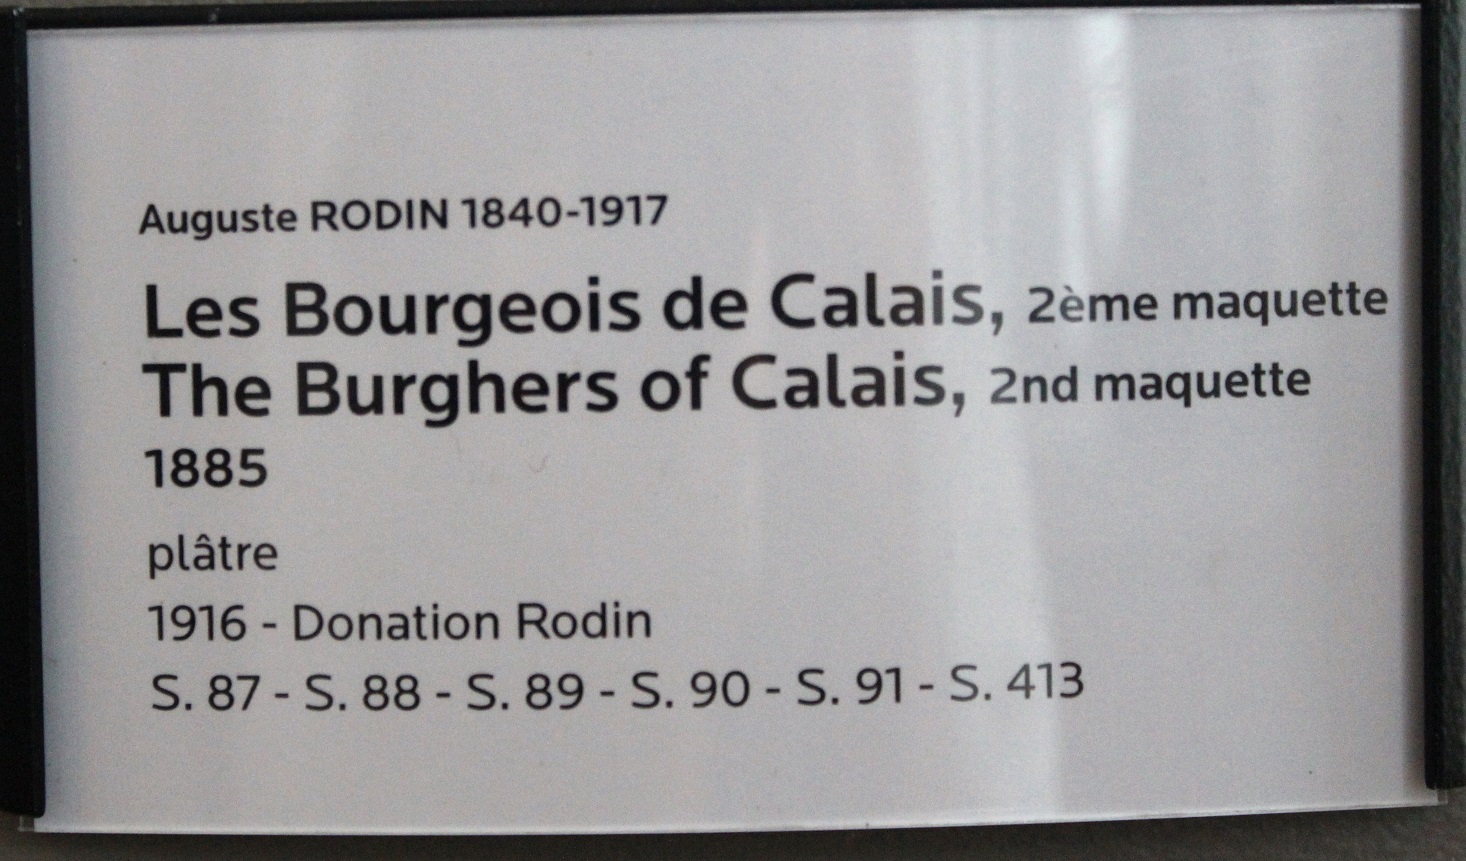 Auguste RODIN 1840-1917
Les Bourgeois de Calais, 2ème maquette
The Burghers of Calais, 2nd maquette
1885
plâtre
1916 - Donation Rodin
S. 87 - S. 88 - S. 89 - S. 90 - S. 91 - S. 413